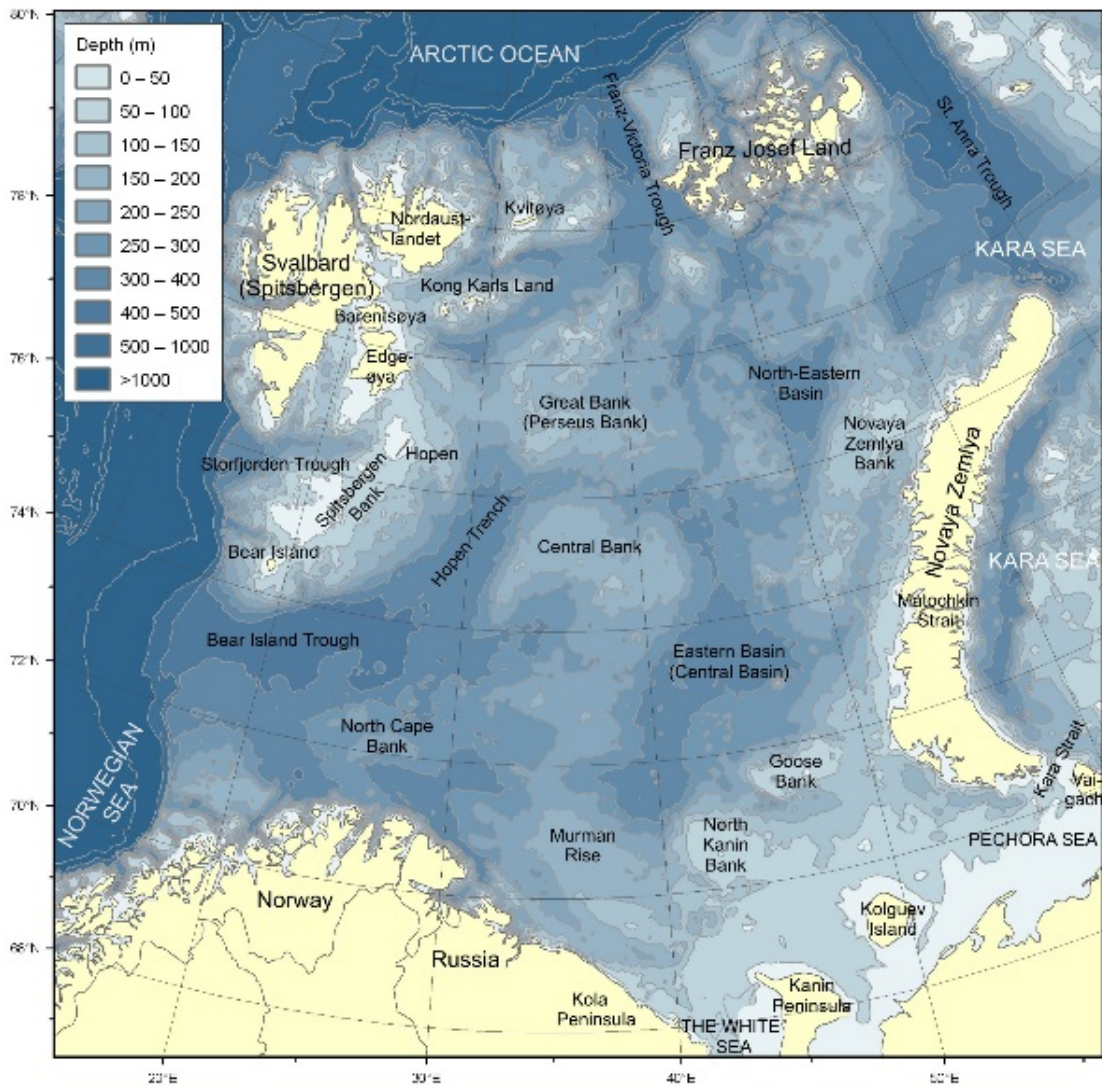 80°N
Depth (m)
0 – 50
50 – 100
100 – 150
150 – 200
200 – 250
250 – 300
300 – 400
400 – 500
500 – 1000
>1000
ARCTIC OCEAN
Franz-Victoria Trough
Franz Josef Land
St. Anna Trough
78°N
Nordaust-
landet
Kvitøya
KARA SEA
Svalbard
(Spitsbergen)
Kong Karls Land
Barentsøya
76°N
Edge-
øya
North-Eastern
Basin
Great Bank
(Perseus Bank)
Novaya
Zemlya
Bank
Storfjorden Trough
Hopen
Spitsbergen
Bank
Novaya Zemlya
74°N
Hopen Trench
Bear Island
Central Bank
KARA SEA
Matochkin
Strait
72°N
Bear Island Trough
Eastern Basin
(Central Basin)
North Cape
Bank
Goose
Bank
Kara Strait
Vai-
gach
NORWEGIAN
SEA
70°N
Murman
Rise
North
Kanin
Bank
PECHORA SEA
Norway
Kolguev
Island
68°N
Russia
Kola
Peninsula
Kanin
Peninsula
THE WHITE
SEA
20°E
30°E
40°E
50°E